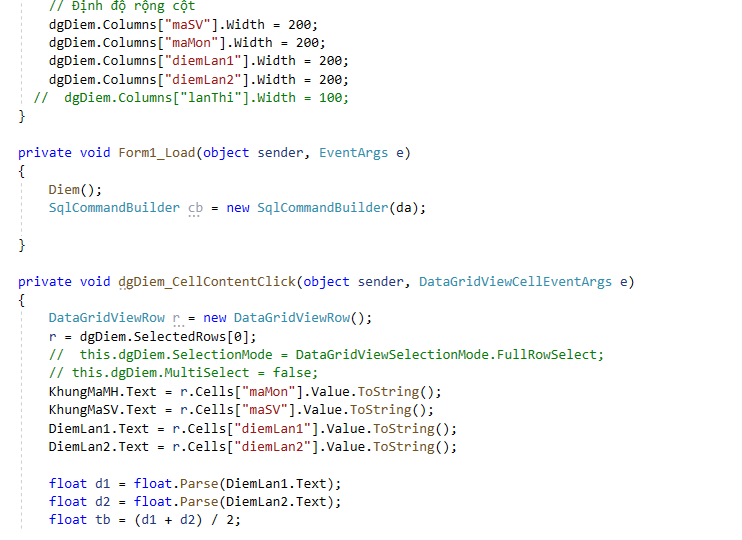 // Định độ rộng cột
dgDiem.Columns["maSV"].Width = 200;
dgDiem.Columns["maMon"].Width = 200;
dgDiem.Columns["diemLan1"].Width = 200;
dgDiem.Columns["diemLan2"].Width = 200;
//  dgDiem.Columns["lanThi"].Width = 100;
}
private void Form1_Load(object sender, EventArgs e)
{
Diem();
SqlCommandBuilder cb = new SqlCommandBuilder(da);
}
private void dgDiem_CellContentClick(object sender, DataGridViewCellEventArgs e)
{
DataGridViewRow r = new DataGridViewRow();
r = dgDiem.SelectedRows[0];
//  this.dgDiem.SelectionMode = DataGridViewSelectionMode.FullRowSelect;
// this.dgDiem.MultiSelect = false;
KhungMaMH.Text = r.Cells["maMon"].Value.ToString();
KhungMaSV.Text = r.Cells["maSV"].Value.ToString();
DiemLan1.Text = r.Cells["diemLan1"].Value.ToString();
DiemLan2.Text = r.Cells["diemLan2"].Value.ToString();
float d1 = float.Parse(DiemLan1.Text);
float d2 = float.Parse(DiemLan2.Text);
float tb = (d1 + d2) / 2;